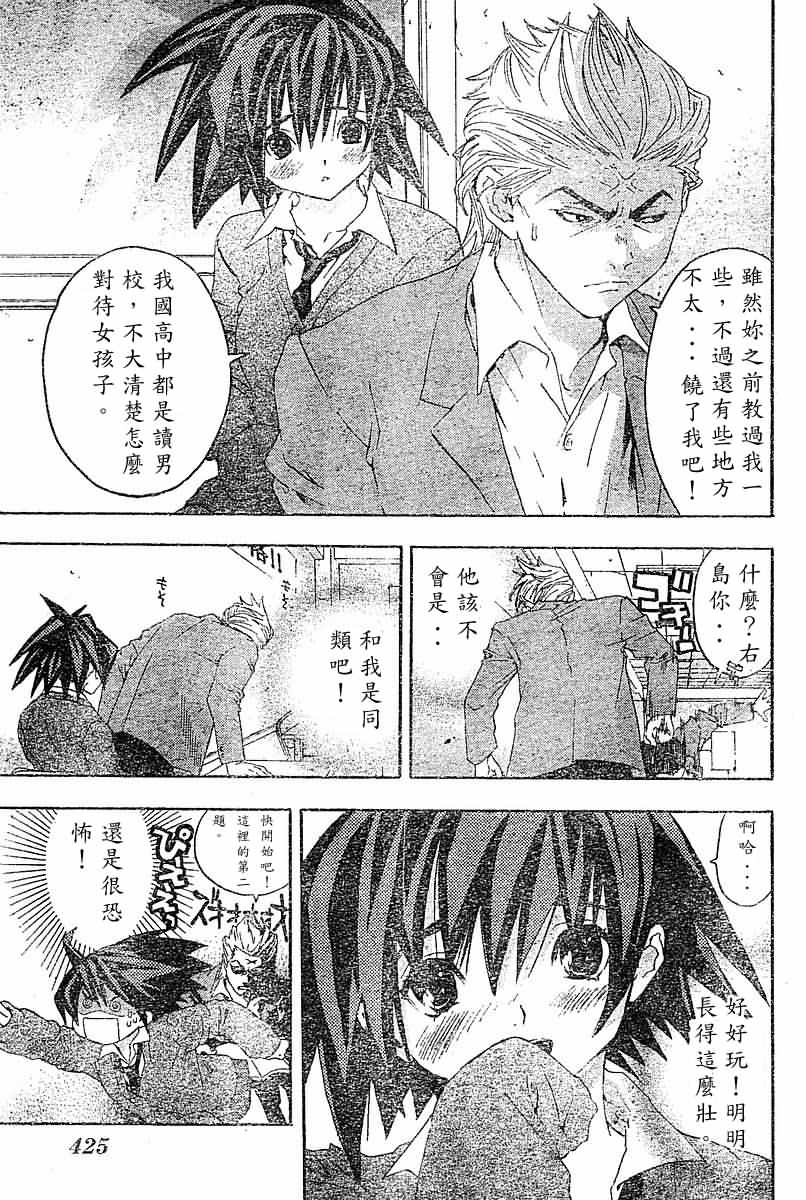 雖然妳之前教過我一
些，不過還有些地方
不太...饒了我吧！
我國高中都是讀男
校，不大清楚怎麼
對待女孩子。
什麼？右
島你..
他該不
會是..
和我是同
類吧！
啊哈...
好好玩！明明
長得這麼壯。
快開始吧！
這裡的第二
題。
還是很恐
怖！
425